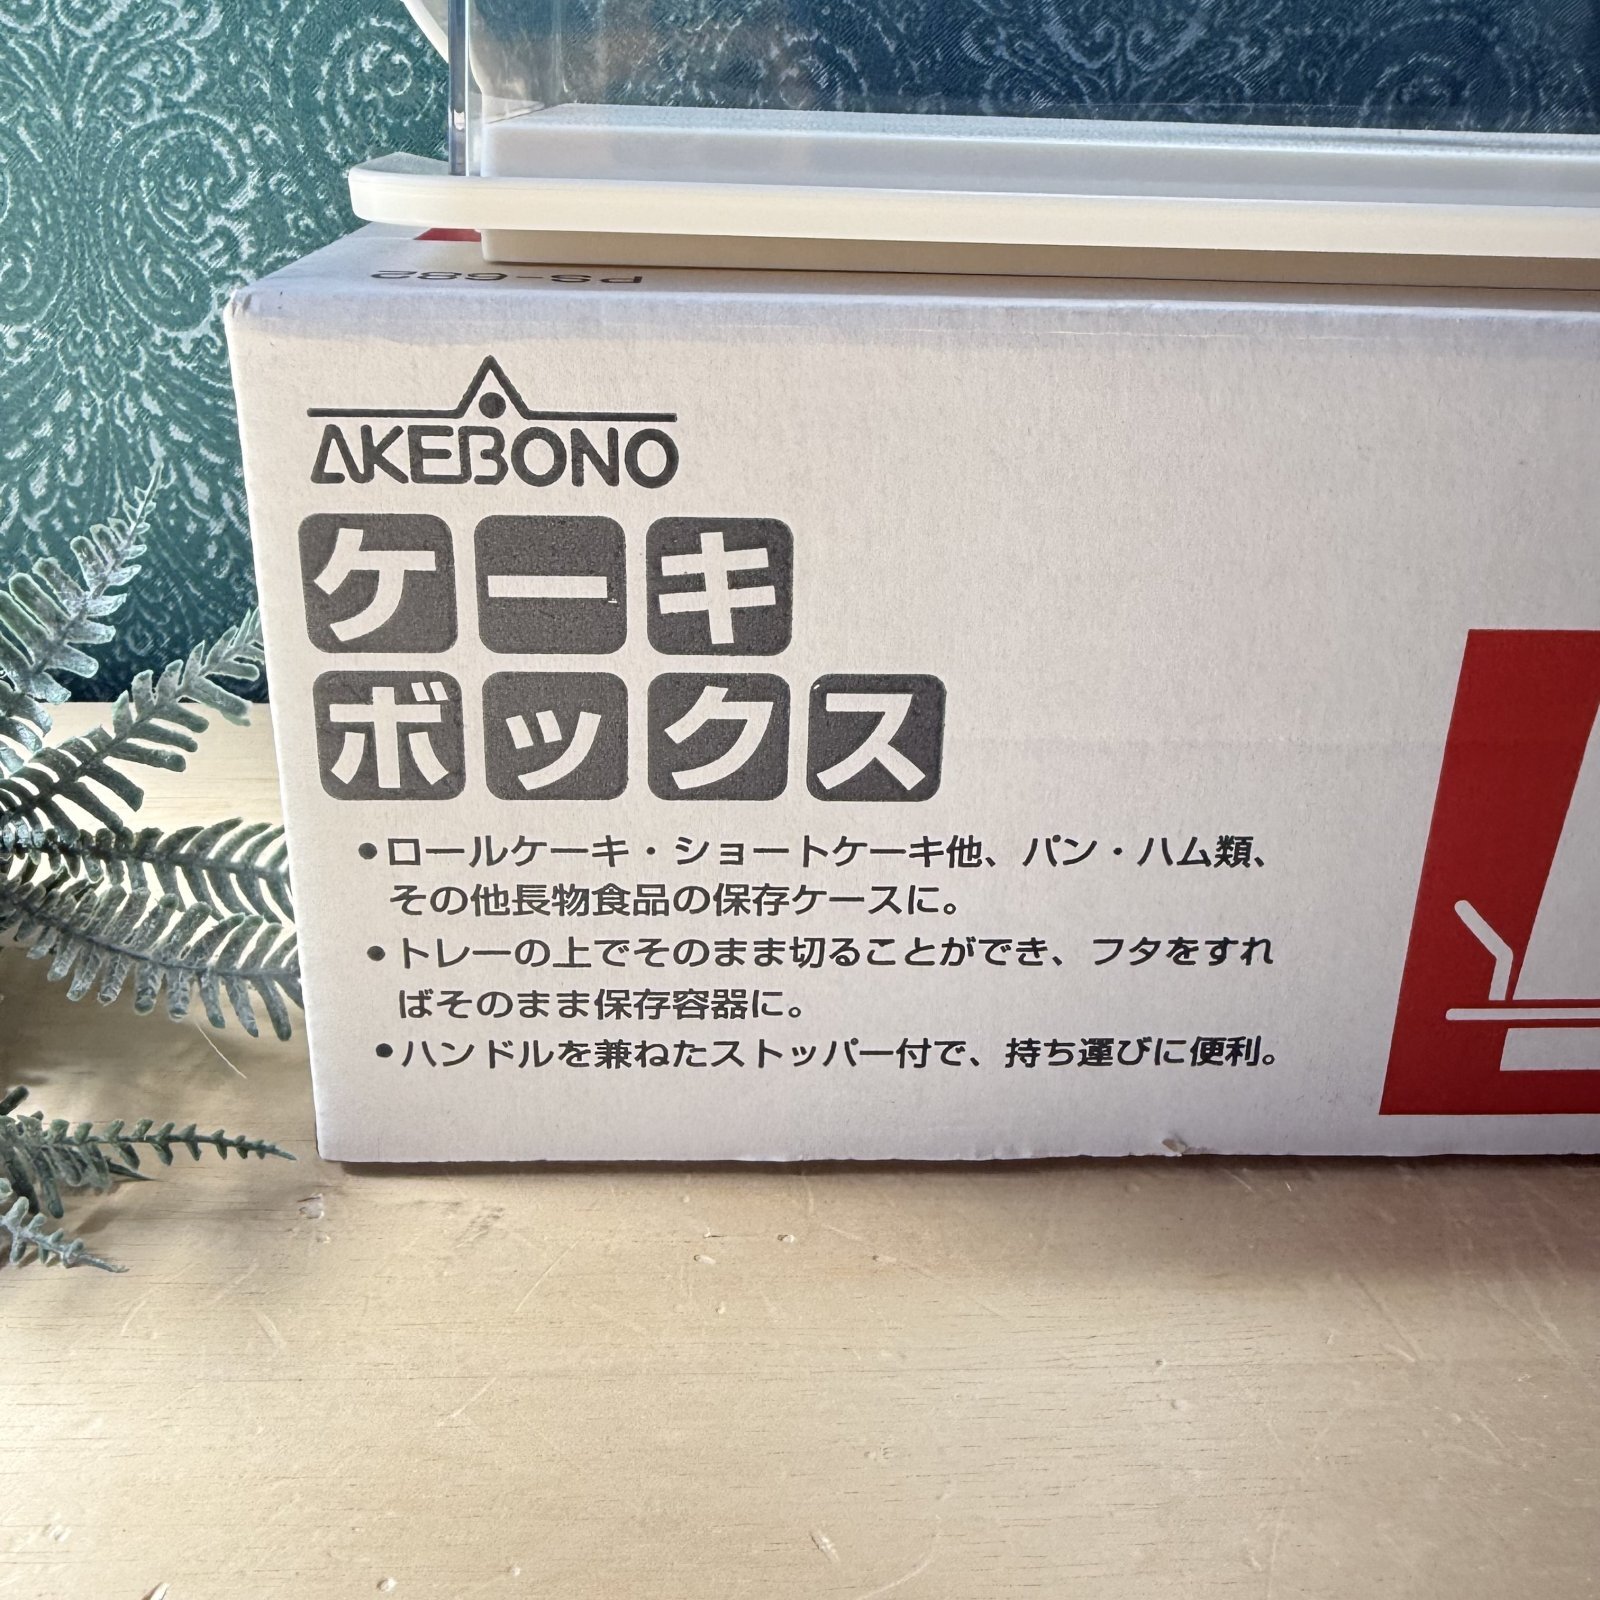 PS-682
AKEBONO
ケーキ
ボックス
●ロールケーキ・ショートケーキ他、パン・ハム類、
その他長物食品の保存ケースに。
●トレーの上でそのまま切ることができ、フタをすれ
ばそのまま保存容器に。
●ハンドルを兼ねたストッパー付で、持ち運びに便利。